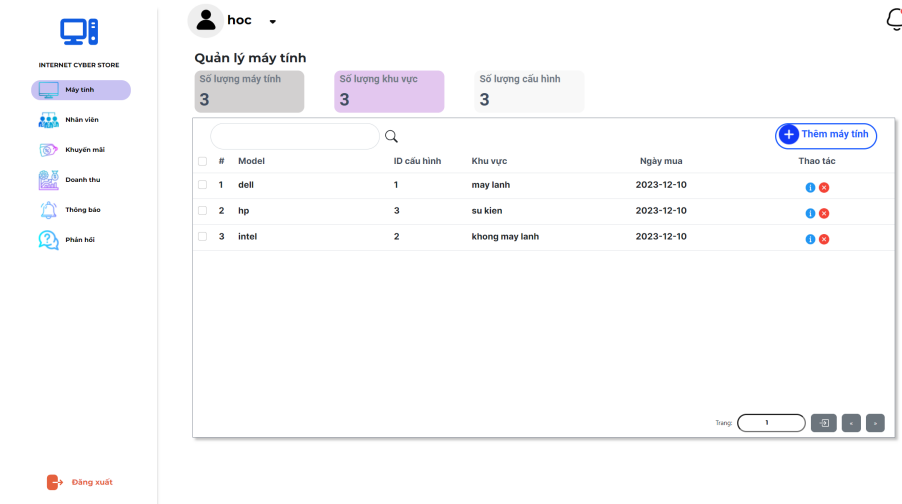 hoc
INTERNET CYBER STORE
Máy tính
Nhân viên
Khuyến mãi
Doanh thu
Thông báo
Phản hồi
Đăng xuất
Quản lý máy tính
Số lượng máy tính
3
Số lượng khu vực
3
Số lượng cấu hình
3
Thêm máy tính
# Model ID cấu hình Khu vực Ngày mua Thao tác
1 dell 1 may lanh 2023-12-10
2 hp 3 su kien 2023-12-10
3 intel 2 khong may lanh 2023-12-10
Trang: 1 < >